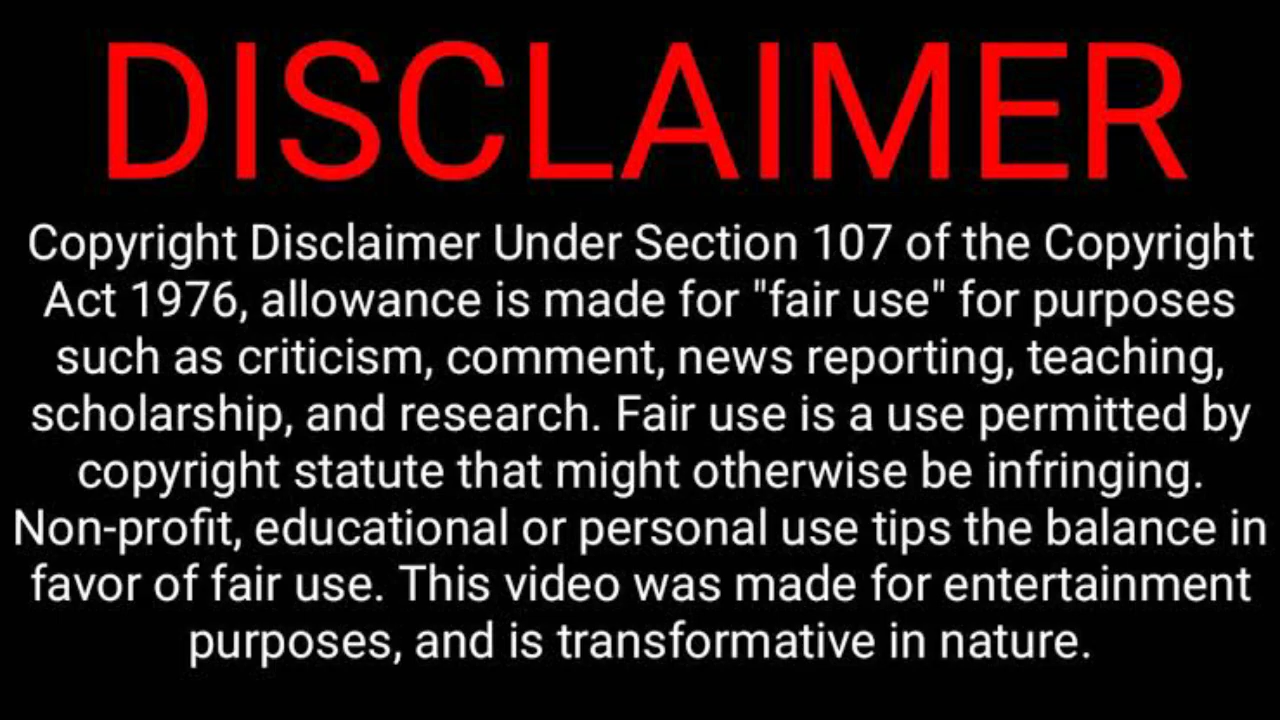 DISCLAIMER
Copyright Disclaimer Under Section 107 of the Copyright
Act 1976, allowance is made for "fair use" for purposes
such as criticism, comment, news reporting, teaching,
scholarship, and research. Fair use is a use permitted by
copyright statute that might otherwise be infringing.
Non-profit, educational or personal use tips the balance in
favor of fair use. This video was made for entertainment
purposes, and is transformative in nature.